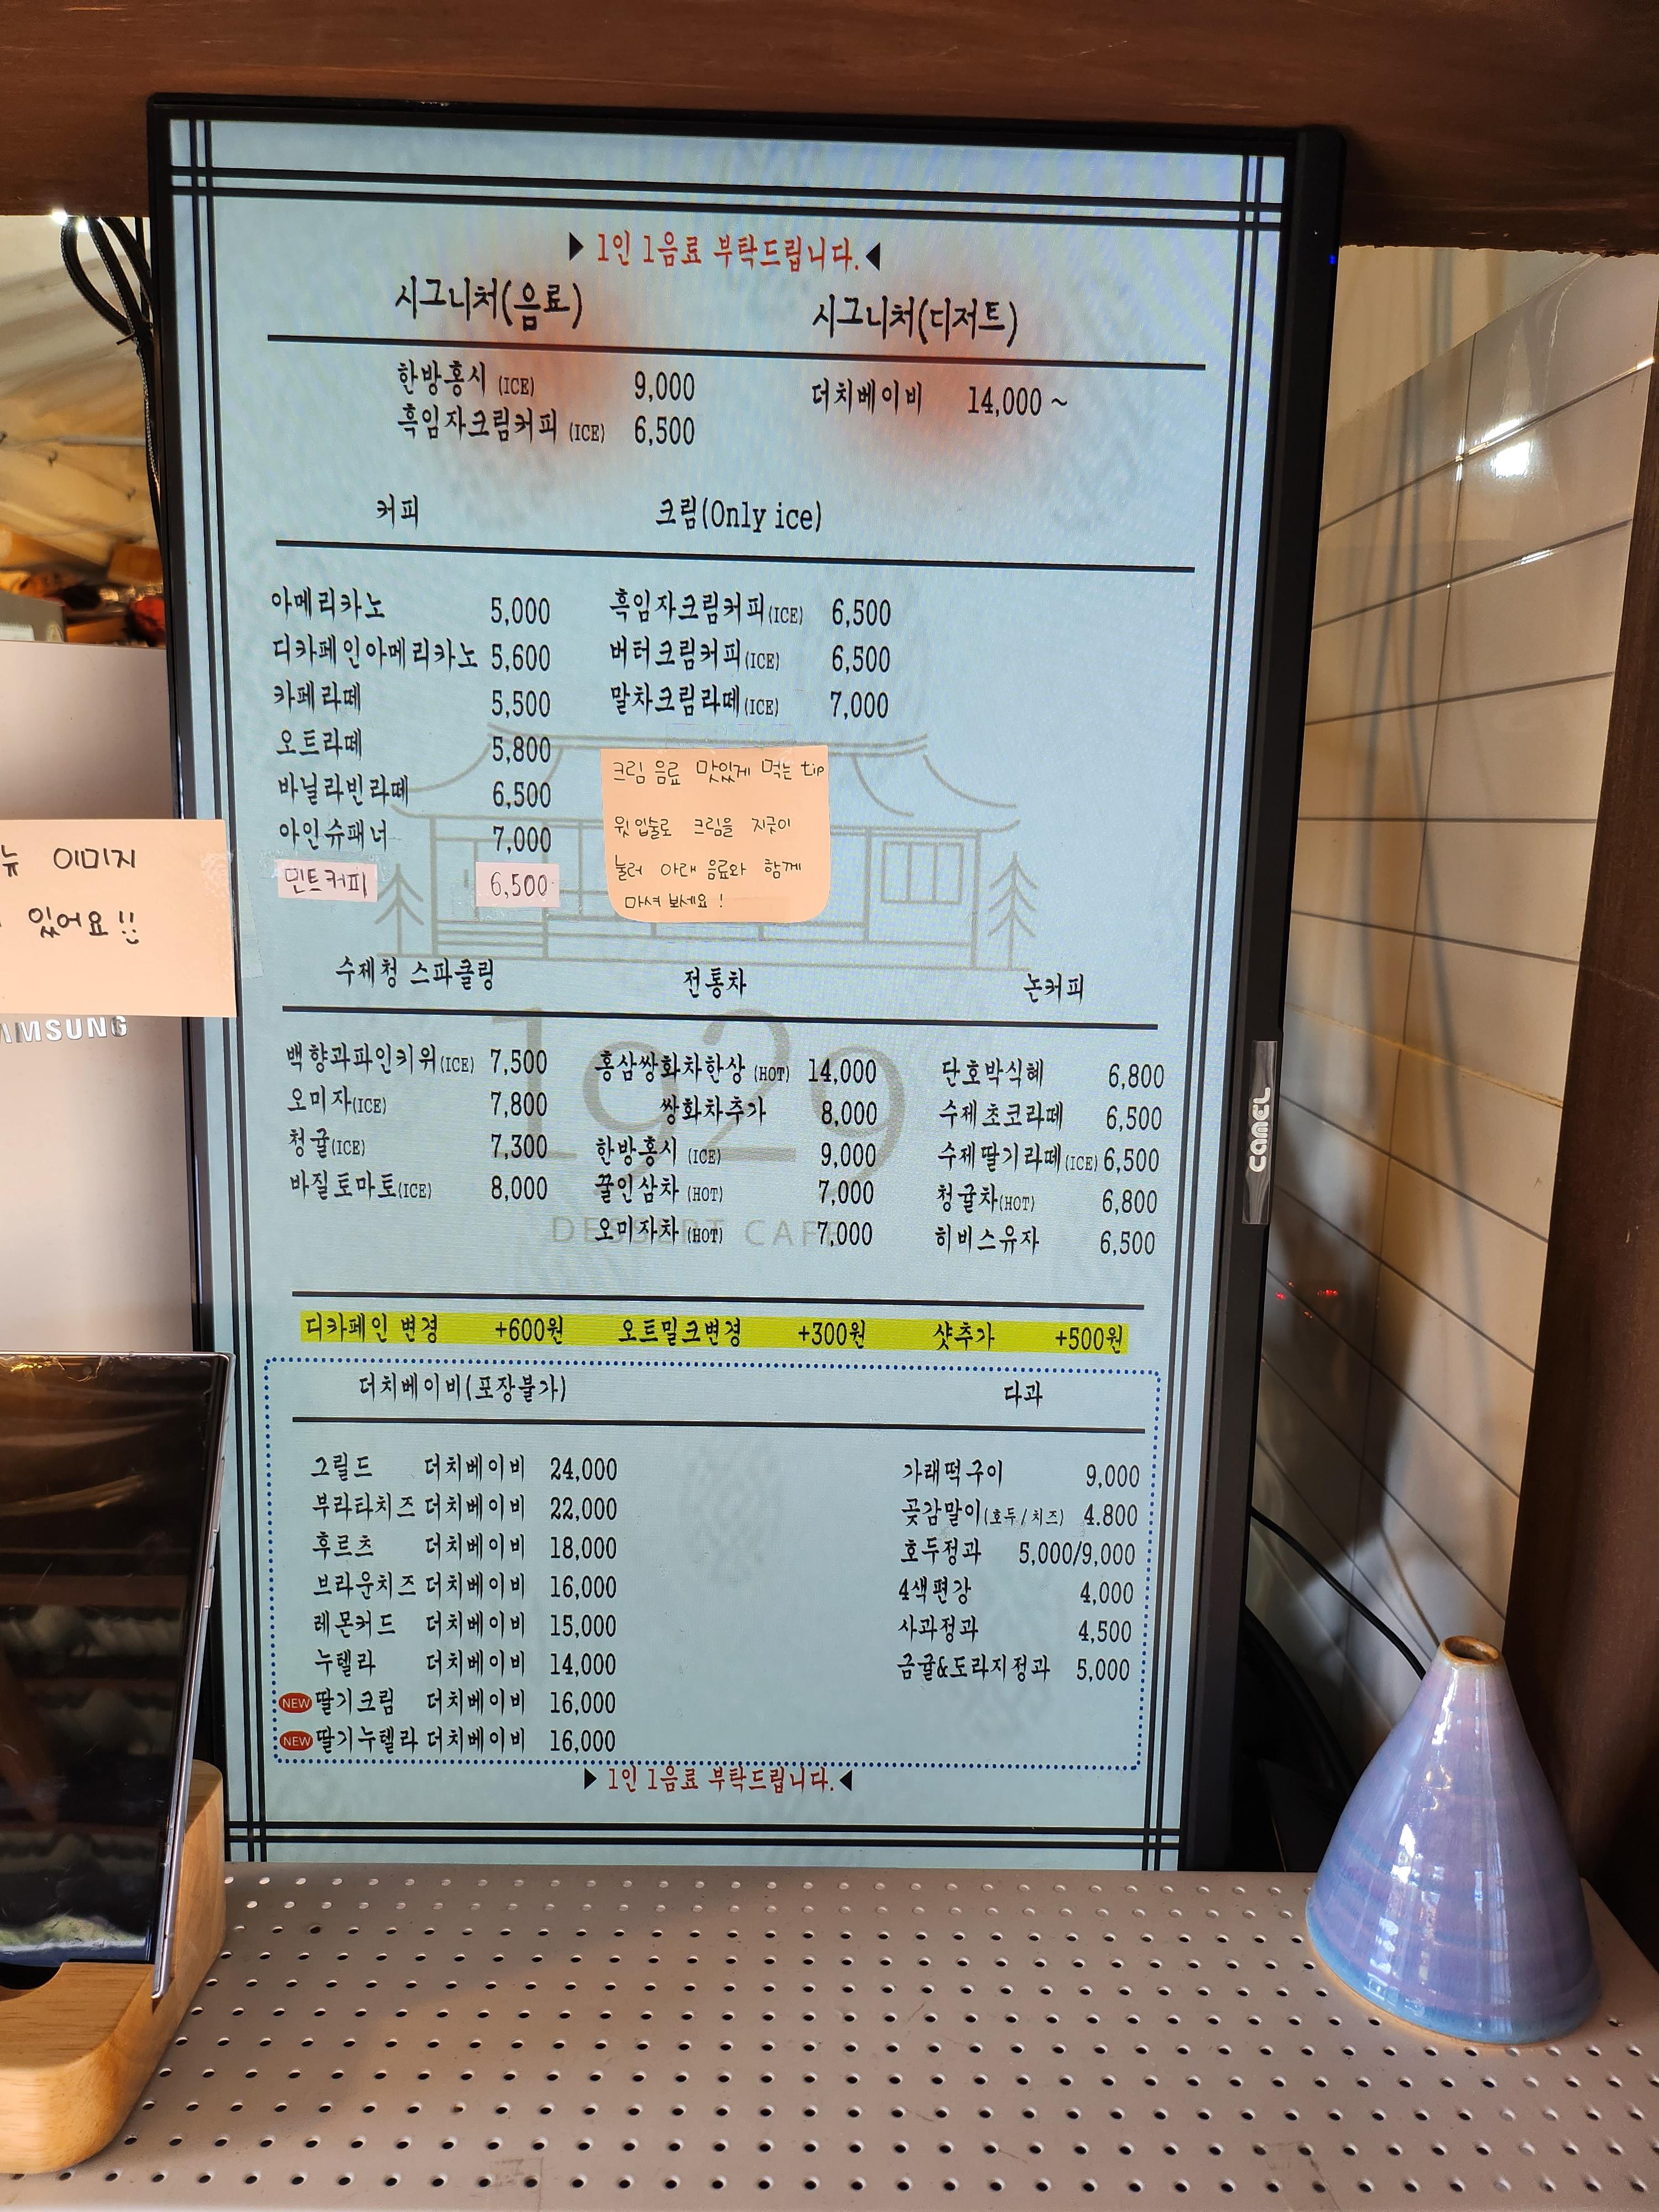 ▶ 1인 1음료 부탁드립니다. ◀
시그니처(음료)
한방홍시 (ICE) 9,000
흑임자크림커피 (ICE) 6,500
시그니처(디저트)
더치베이비 14,000 ~
커피
아메리카노 5,000
디카페인아메리카노 5,600
카페라떼 5,500
오트라떼 5,800
바닐라빈라떼 6,500
아인슈패너 7,000
민트커피 6,500
크림(Only ice)
흑임자크림커피(ICE) 6,500
버터크림커피(ICE) 6,500
말차크림라떼(ICE) 7,000
크림 음료 맛있게 먹는 tip
윗 입술로 크림을 지긋이
눌러 아래 음료와 함께
마셔 보세요 !
뉴 이미지
있어요!!
SAMSUNG
수제청 스파클링
백향과파인키위(ICE) 7,500
오미자(ICE) 7,800
청귤(ICE) 7,300
바질토마토(ICE) 8,000
전통차
홍삼쌍화차한상 (HOT) 14,000
쌍화차추가 8,000
한방홍시 (ICE) 9,000
꿀인삼차 (HOT) 7,000
오미자차 (HOT) 7,000
논커피
단호박식혜 6,800
수제초코라떼 6,500
수제딸기라떼(ICE) 6,500
청귤차(HOT) 6,800
히비스유자 6,500
1929
DESSERT CAFE
camel
디카페인 변경 +600원 오트밀크변경 +300원 샷추가 +500원
더치베이비(포장불가)
그릴드 더치베이비 24,000
부라타치즈 더치베이비 22,000
후르츠 더치베이비 18,000
브라운치즈 더치베이비 16,000
레몬커드 더치베이비 15,000
누텔라 더치베이비 14,000
NEW 딸기크림 더치베이비 16,000
NEW 딸기누텔라 더치베이비 16,000
다과
가래떡구이 9,000
곶감말이(호두/치즈) 4.800
호두정과 5,000/9,000
4색편강 4,000
사과정과 4,500
금귤&도라지정과 5,000
▶ 1인 1음료 부탁드립니다. ◀